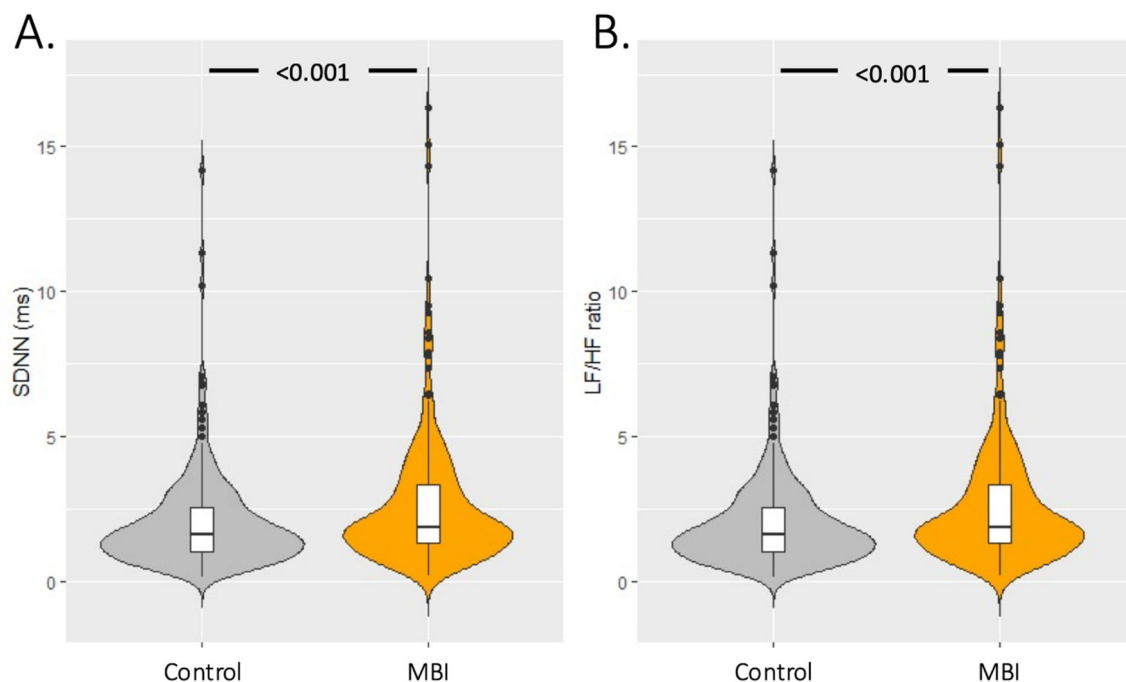 A.
<0.001
15
10
5
0
SDNN (ms)
Control
MBI
B.
<0.001
15
10
5
0
LF/HF ratio
Control
MBI